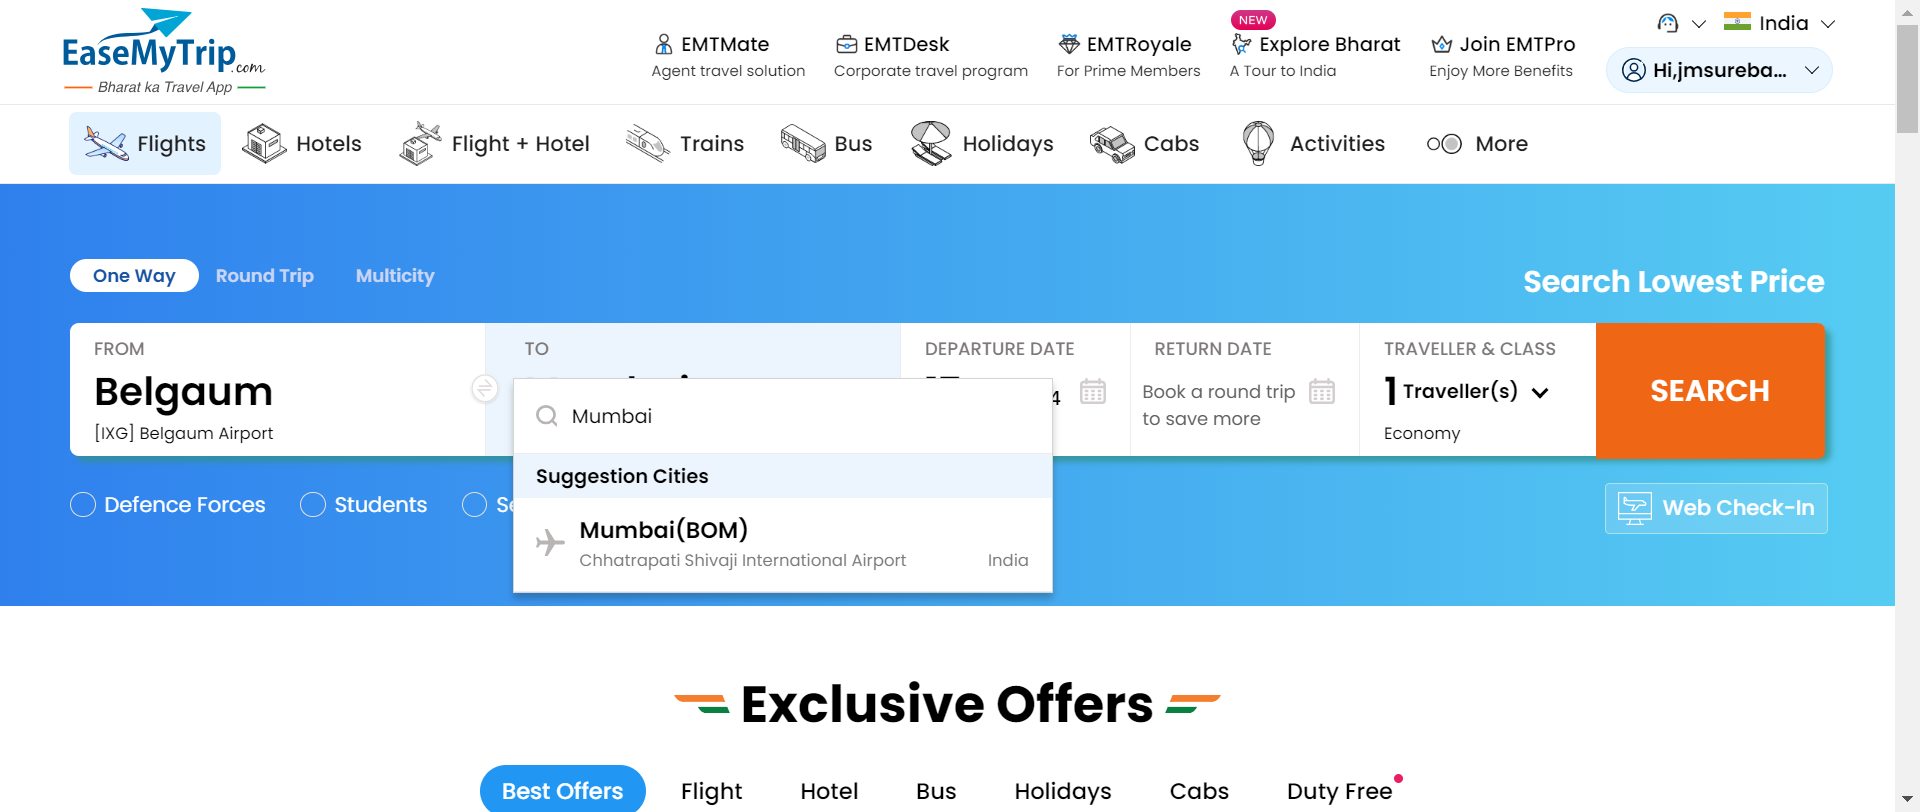 EaseMyTrip.com
Bharat ka Travel App
EMTMate
Agent travel solution
EMTDesk
Corporate travel program
EMTRoyale
For Prime Members
NEW
Explore Bharat
A Tour to India
Join EMTPro
Enjoy More Benefits
India
Hi,jmsureba...
Flights
Hotels
Flight + Hotel
Trains
Bus
Holidays
Cabs
Activities
More
One Way
Round Trip
Multicity
Search Lowest Price
FROM
Belgaum
[IXG] Belgaum Airport
TO
DEPARTURE DATE
4
RETURN DATE
Book a round trip
to save more
TRAVELLER & CLASS
1 Traveller(s)
Economy
SEARCH
Mumbai
Suggestion Cities
Mumbai(BOM)
Chhatrapati Shivaji International Airport
India
Defence Forces
Students
Web Check-In
Exclusive Offers
Best Offers
Flight
Hotel
Bus
Holidays
Cabs
Duty Free